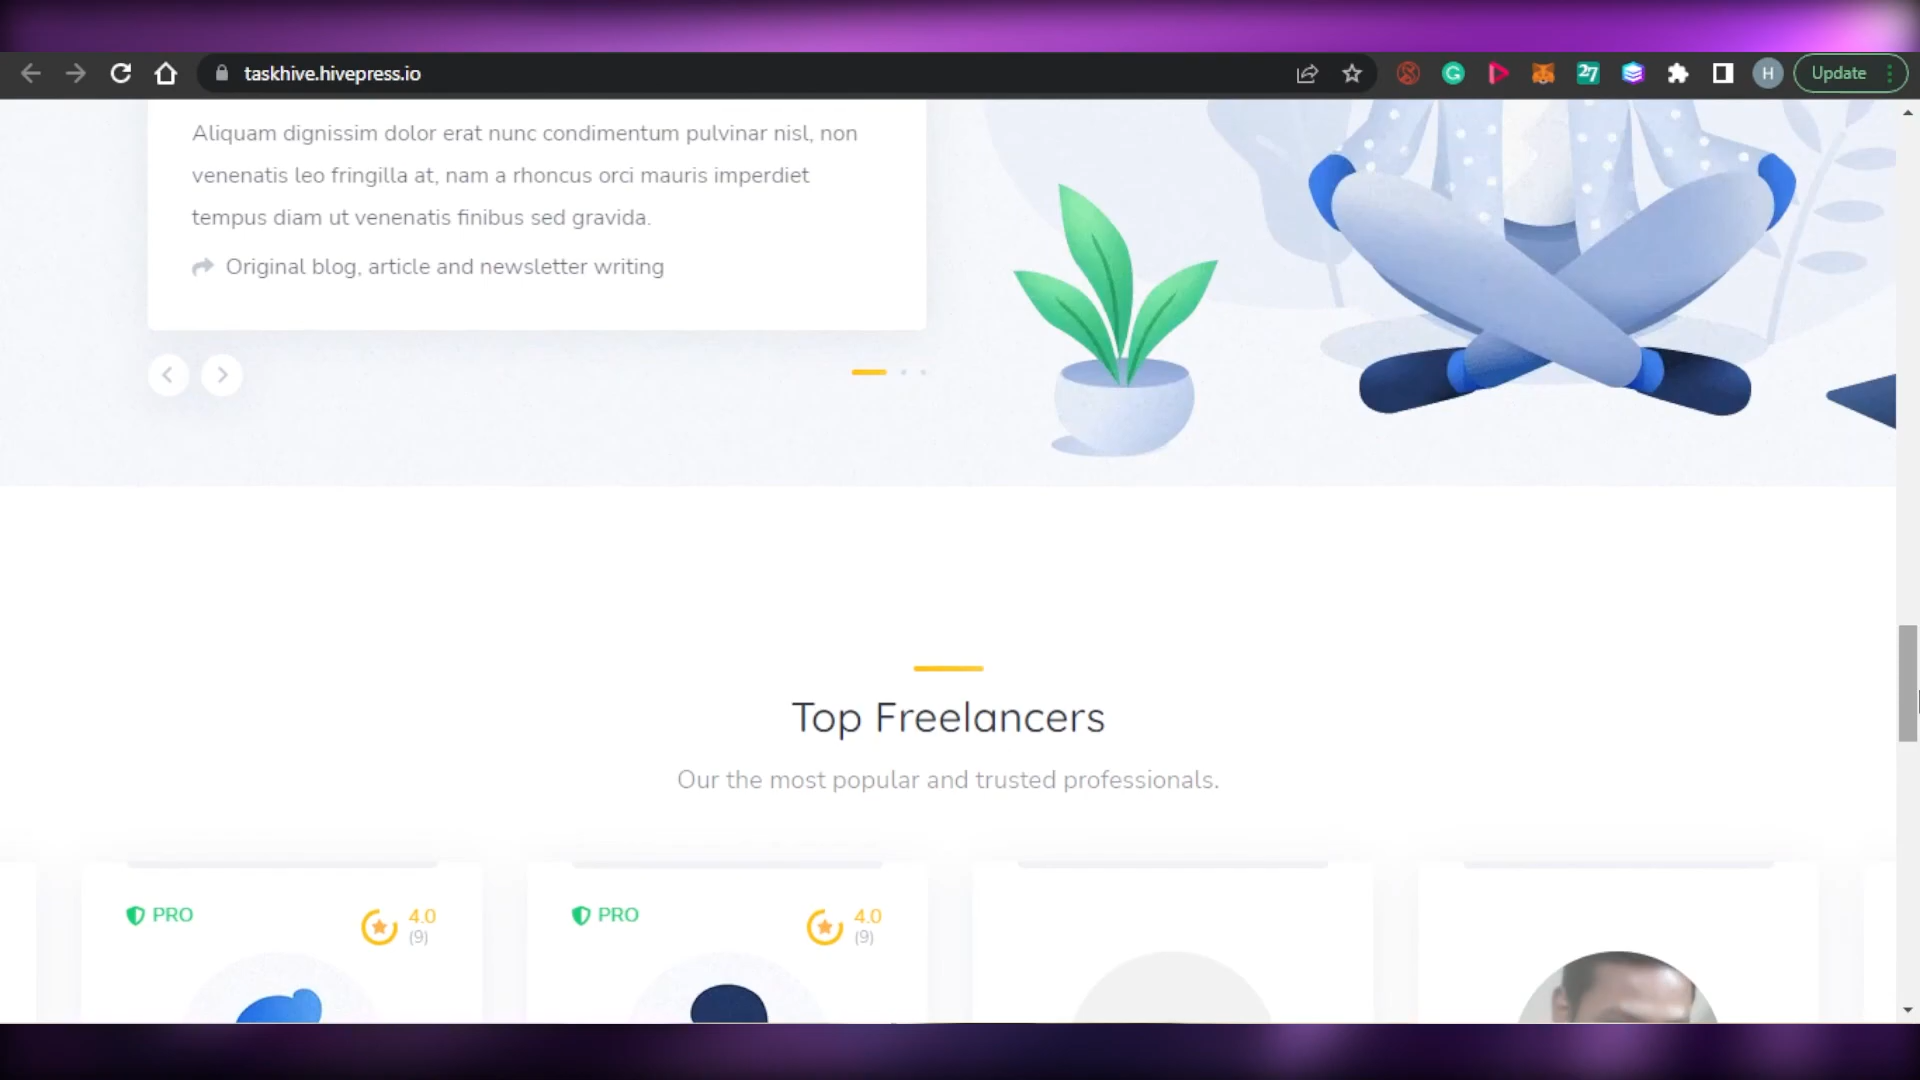 taskhive.hivepress.io
27
H
Update
Aliquam dignissim dolor erat nunc condimentum pulvinar nisl, non
venenatis leo fringilla at, nam a rhoncus orci mauris imperdiet
tempus diam ut venenatis finibus sed gravida.
Original blog, article and newsletter writing
Top Freelancers
Our the most popular and trusted professionals.
PRO
4.0
(9)
PRO
4.0
(9)